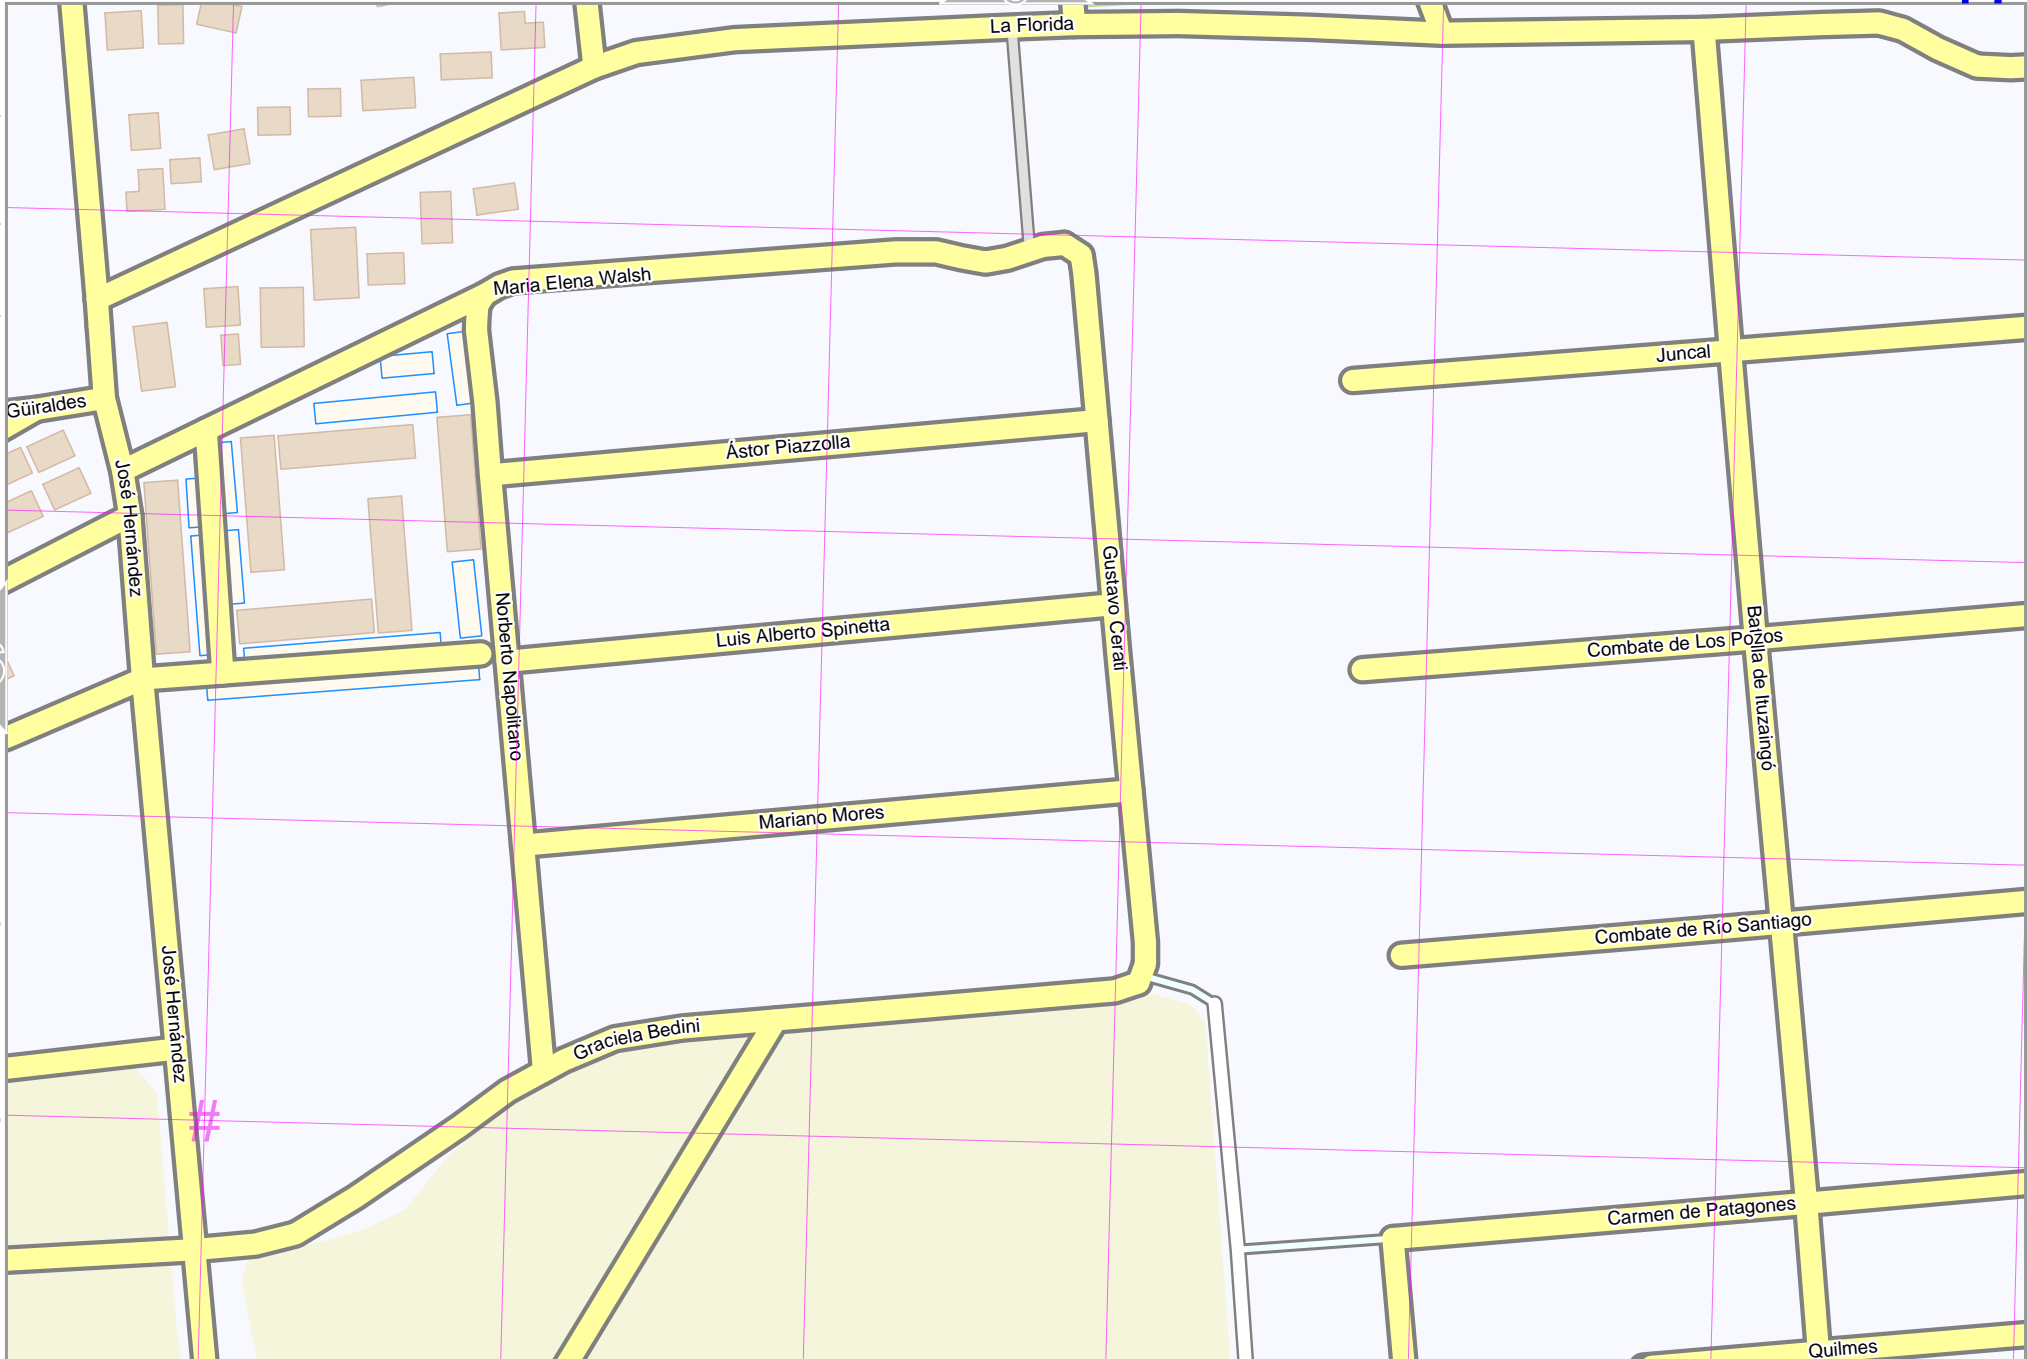 La Florida
Maria Elena Walsh
Juncal
Güiraldes
Ástor Piazzolla
José Hernández
Gustavo Cerati
Norberto Napolitano
Luis Alberto Spinetta
Combate de Los Pozos
Batalla de Ituzaingó
Mariano Mores
Combate de Río Santiago
José Hernández
Graciela Bedini
#
Carmen de Patagones
Quilmes